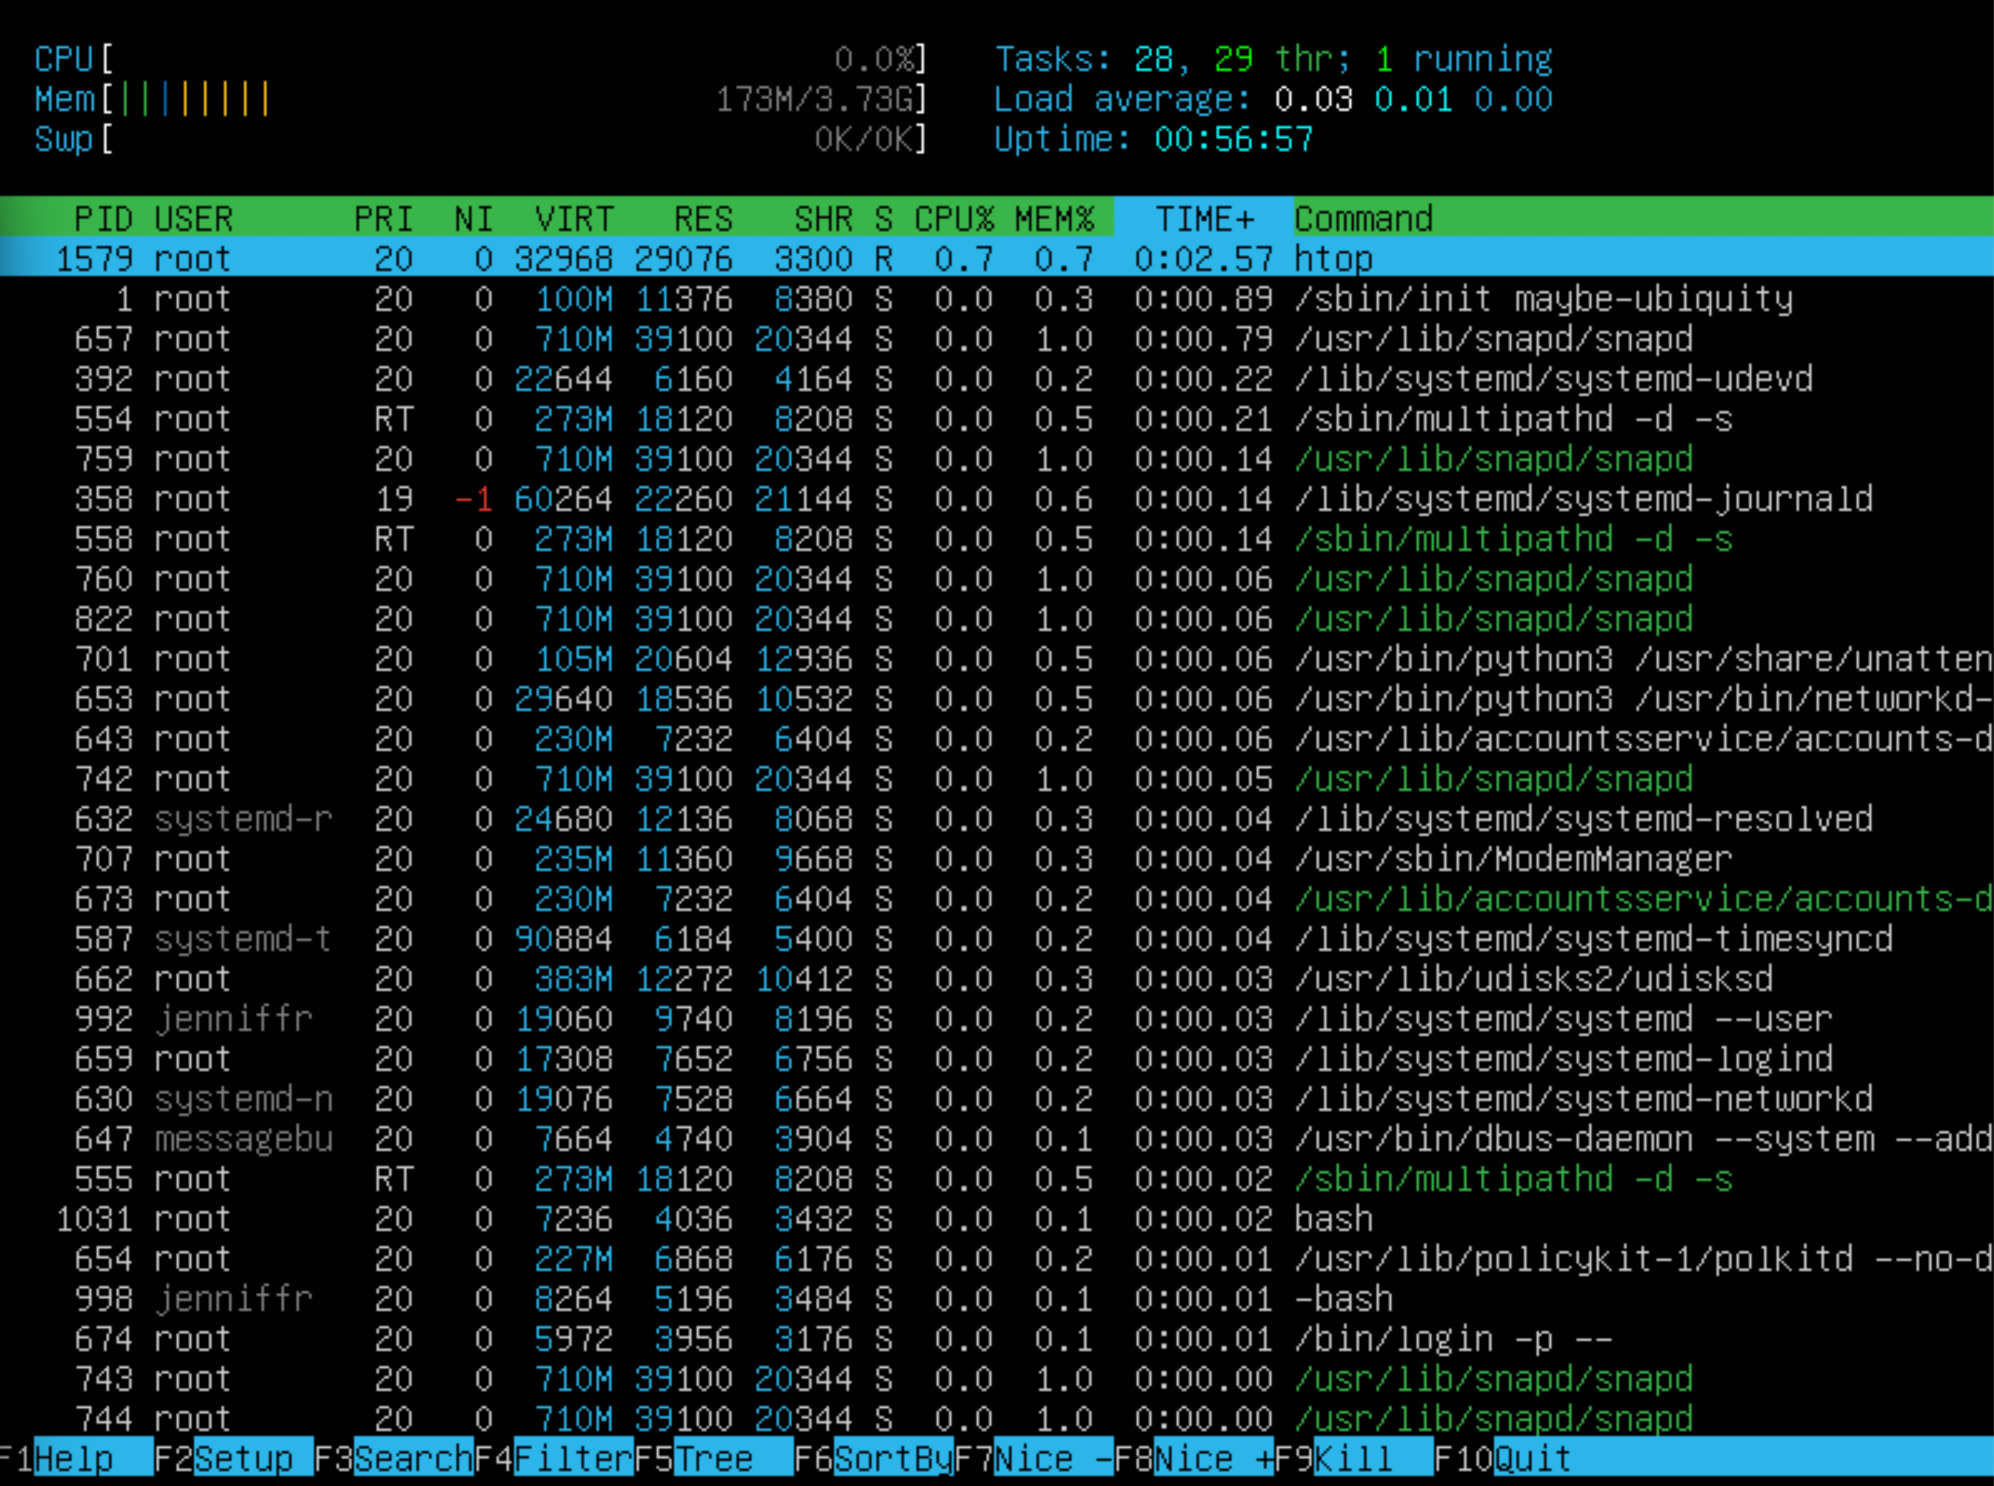 CPU[ 0.0%] Tasks: 28, 29 thr; 1 running
Mem[||||||||| 173M/3.73G] Load average: 0.03 0.01 0.00
Swp[ 0K/0K] Uptime: 00:56:57
PID USER PRI NI VIRT RES SHR S CPU% MEM% TIME+ Command
1579 root 20 0 32968 29076 3300 R 0.7 0.7 0:02.57 htop
1 root 20 0 100M 11376 8380 S 0.0 0.3 0:00.89 /sbin/init maybe-ubiquity
657 root 20 0 710M 39100 20344 S 0.0 1.0 0:00.79 /usr/lib/snapd/snapd
392 root 20 0 22644 6160 4164 S 0.0 0.2 0:00.22 /lib/systemd/systemd-udevd
554 root RT 0 273M 18120 8208 S 0.0 0.5 0:00.21 /sbin/multipathd -d -s
759 root 20 0 710M 39100 20344 S 0.0 1.0 0:00.14 /usr/lib/snapd/snapd
358 root 19 -1 60264 22260 21144 S 0.0 0.6 0:00.14 /lib/systemd/systemd-journald
558 root RT 0 273M 18120 8208 S 0.0 0.5 0:00.14 /sbin/multipathd -d -s
760 root 20 0 710M 39100 20344 S 0.0 1.0 0:00.06 /usr/lib/snapd/snapd
822 root 20 0 710M 39100 20344 S 0.0 1.0 0:00.06 /usr/lib/snapd/snapd
701 root 20 0 105M 20604 12936 S 0.0 0.5 0:00.06 /usr/bin/python3 /usr/share/unatten
653 root 20 0 29640 18536 10532 S 0.0 0.5 0:00.06 /usr/bin/python3 /usr/bin/networkd-
643 root 20 0 230M 7232 6404 S 0.0 0.2 0:00.06 /usr/lib/accountsservice/accounts-d
742 root 20 0 710M 39100 20344 S 0.0 1.0 0:00.05 /usr/lib/snapd/snapd
632 systemd-r 20 0 24680 12136 8068 S 0.0 0.3 0:00.04 /lib/systemd/systemd-resolved
707 root 20 0 235M 11360 9668 S 0.0 0.3 0:00.04 /usr/sbin/ModemManager
673 root 20 0 230M 7232 6404 S 0.0 0.2 0:00.04 /usr/lib/accountsservice/accounts-d
587 systemd-t 20 0 90884 6184 5400 S 0.0 0.2 0:00.04 /lib/systemd/systemd-timesyncd
662 root 20 0 383M 12272 10412 S 0.0 0.3 0:00.03 /usr/lib/udisks2/udisksd
992 jenniffr 20 0 19060 9740 8196 S 0.0 0.2 0:00.03 /lib/systemd/systemd --user
659 root 20 0 17308 7652 6756 S 0.0 0.2 0:00.03 /lib/systemd/systemd-logind
630 systemd-n 20 0 19076 7528 6664 S 0.0 0.2 0:00.03 /lib/systemd/systemd-networkd
647 messagebu 20 0 7664 4740 3904 S 0.0 0.1 0:00.03 /usr/bin/dbus-daemon --system --add
555 root RT 0 273M 18120 8208 S 0.0 0.5 0:00.02 /sbin/multipathd -d -s
1031 root 20 0 7236 4036 3432 S 0.0 0.1 0:00.02 bash
654 root 20 0 227M 6868 6176 S 0.0 0.2 0:00.01 /usr/lib/policykit-1/polkitd --no-d
998 jenniffr 20 0 8264 5196 3484 S 0.0 0.1 0:00.01 -bash
674 root 20 0 5972 3956 3176 S 0.0 0.1 0:00.01 /bin/login -p --
743 root 20 0 710M 39100 20344 S 0.0 1.0 0:00.00 /usr/lib/snapd/snapd
744 root 20 0 710M 39100 20344 S 0.0 1.0 0:00.00 /usr/lib/snapd/snapd
F1Help F2Setup F3SearchF4FilterF5Tree F6SortByF7Nice -F8Nice +F9Kill F10Quit